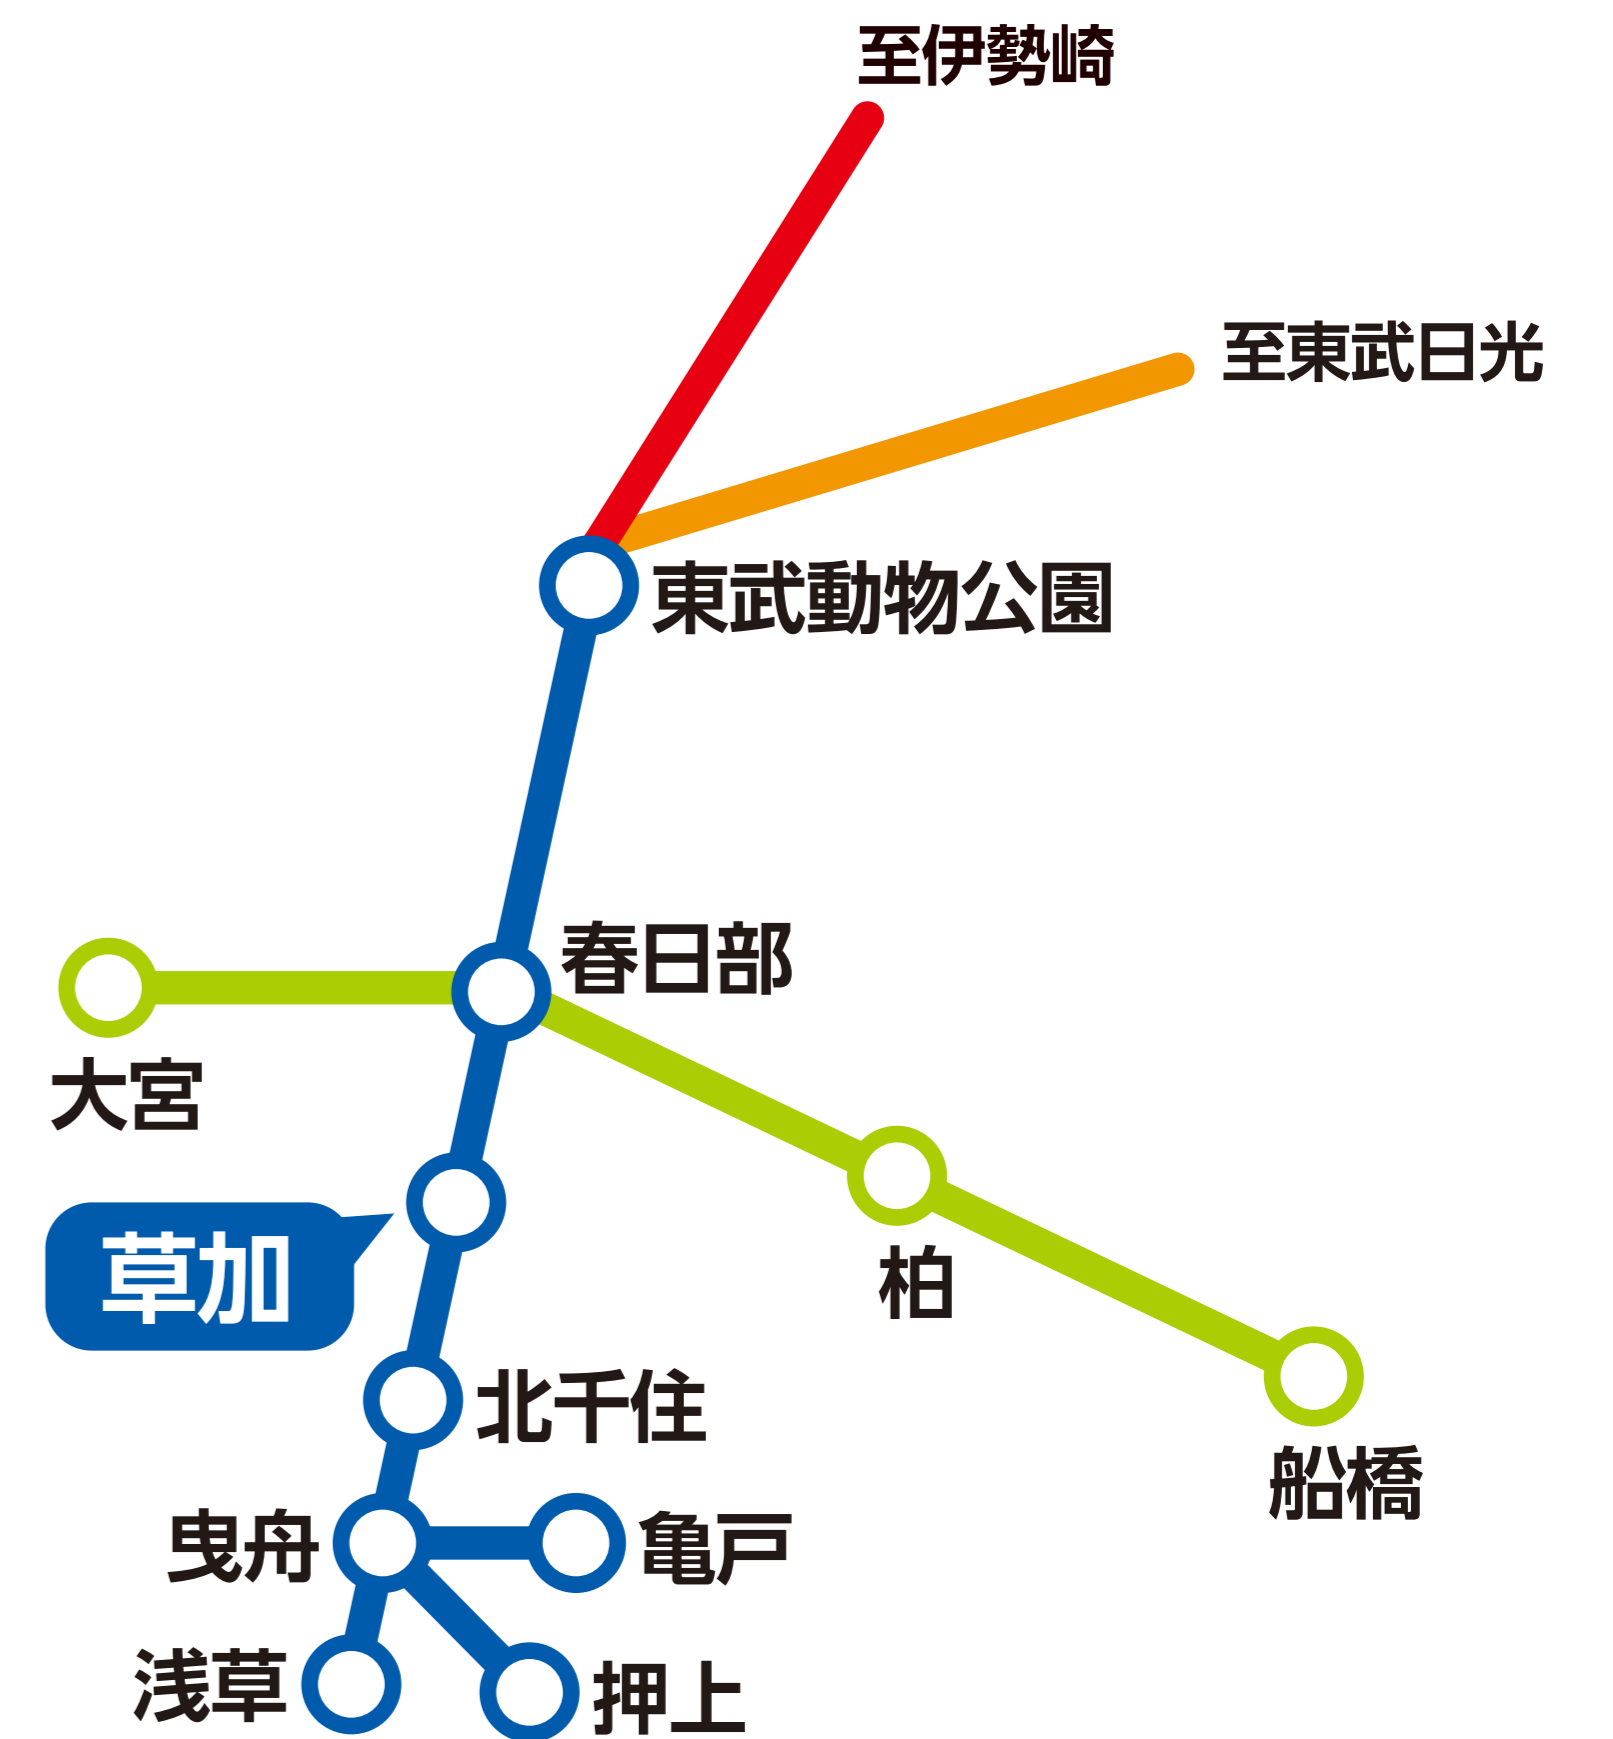 至伊勢崎
至東武日光
東武動物公園
春日部
大宮
草加
柏
北千住
船橋
曳舟
亀戸
浅草
押上